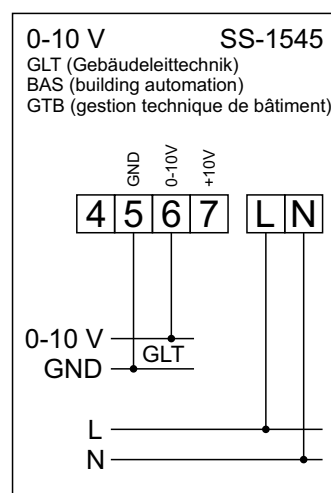 0-10 V SS-1545
GLT (Gebäudeleittechnik)
BAS (building automation)
GTB (gestion technique de bâtiment)
GND 0-10V +10V
4 5 6 7 L N
0-10 V
GLT
GND
L
N